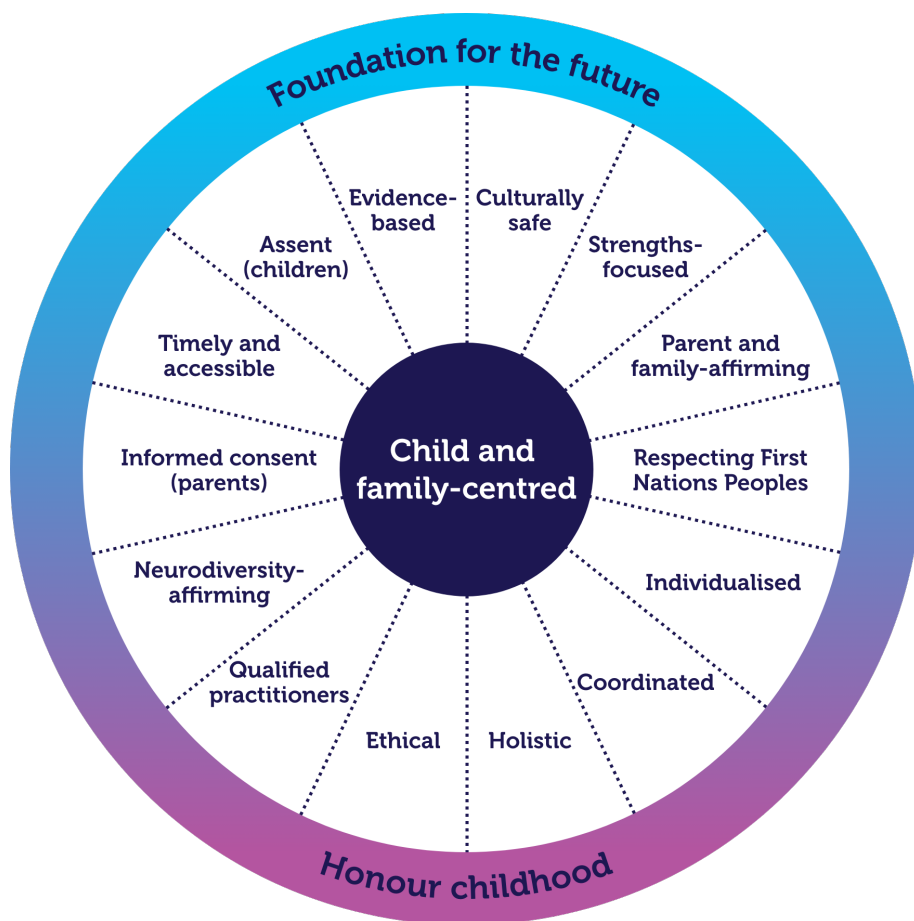 Foundation for the future
Evidence-
based
Culturally
safe
Strengths-
focused
Parent and
family-affirming
Respecting First
Nations Peoples
Individualised
Coordinated
Holistic
Ethical
Qualified
practitioners
Neurodiversity-
affirming
Informed consent
(parents)
Timely and
accessible
Assent
(children)
Child and
family-centred
Honour childhood